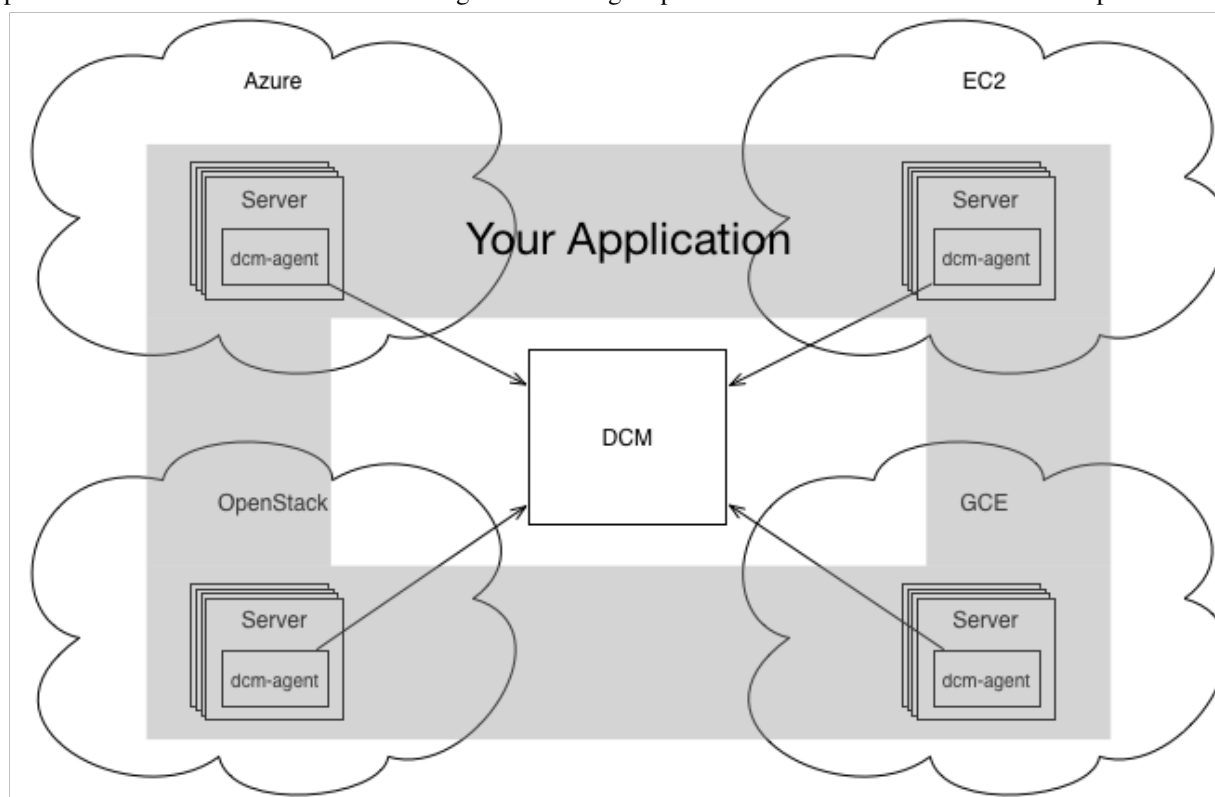 Azure
EC2
Server
dcm-agent
Your Application
Server
dcm-agent
DCM
OpenStack
GCE
Server
dcm-agent
Server
dcm-agent